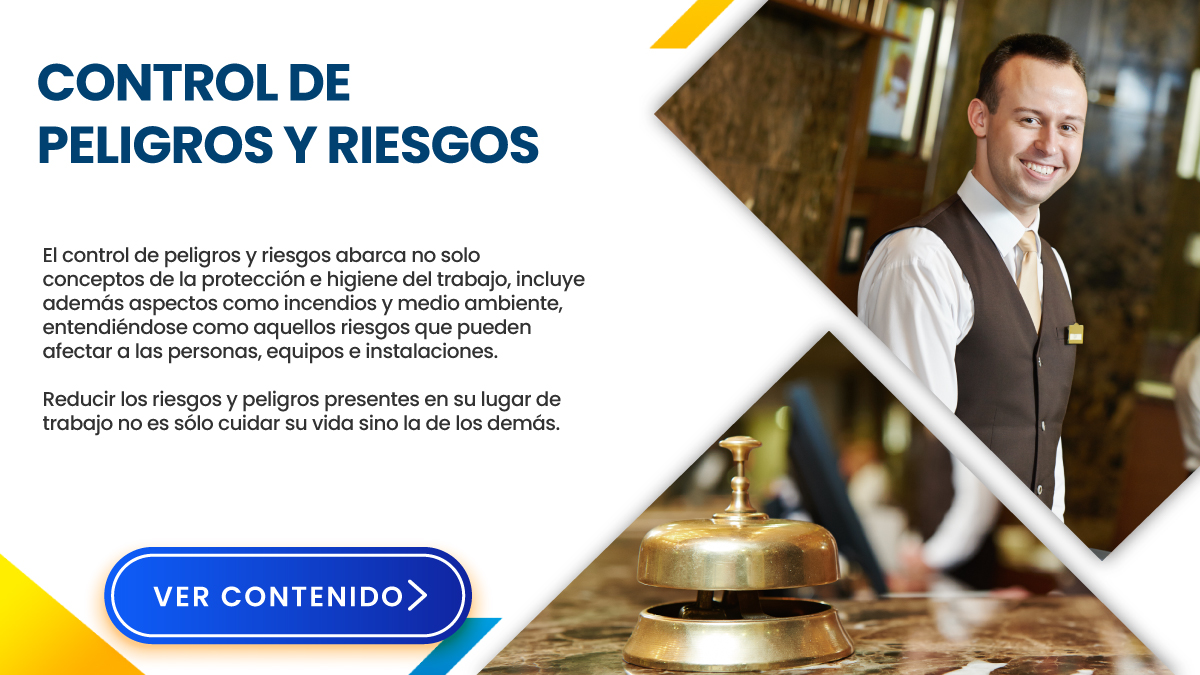 CONTROL DE
PELIGROS Y RIESGOS
El control de peligros y riesgos abarca no solo
conceptos de la protección e higiene del trabajo, incluye
además aspectos como incendios y medio ambiente,
entendiéndose como aquellos riesgos que pueden
afectar a las personas, equipos e instalaciones.
Reducir los riesgos y peligros presentes en su lugar de
trabajo no es sólo cuidar su vida sino la de los demás.
VER CONTENIDO